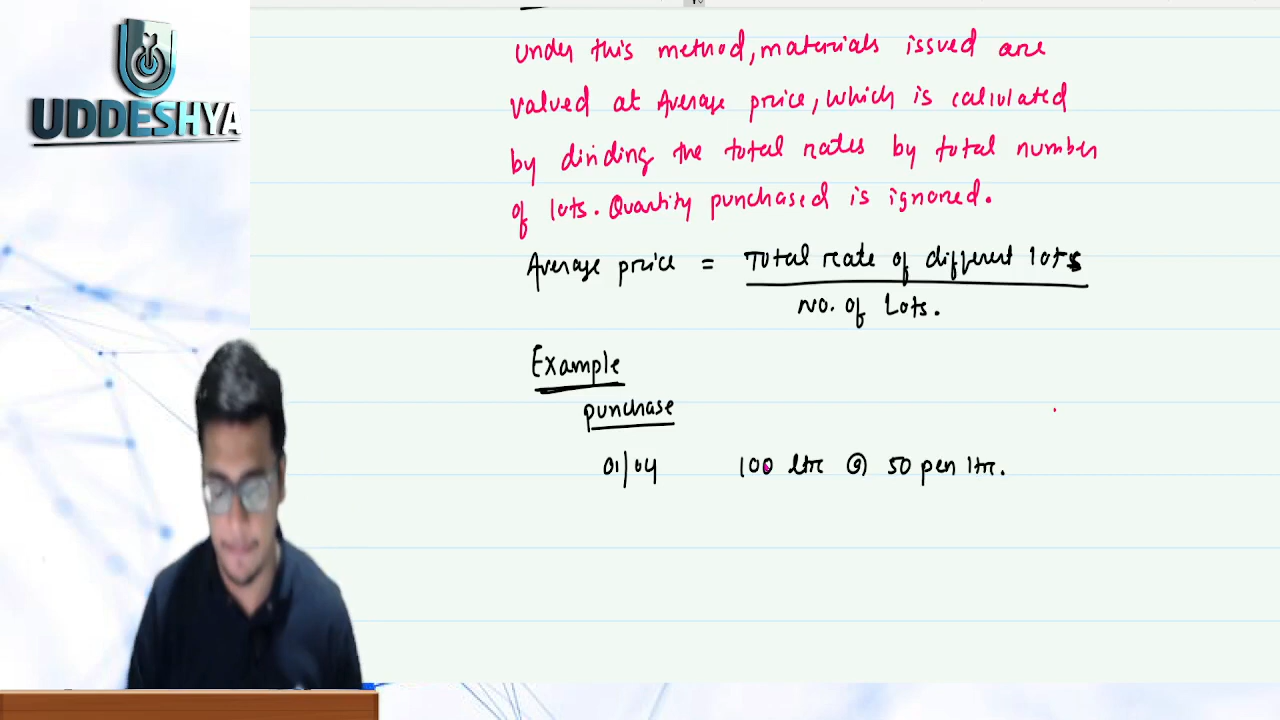 UDDESHYA
Under this method, materials issued are
valued at Average price, which is calculated
by dividing the total rates by total number
of lots. Quantity purchased is ignored.
Average price = Total rate of different lots
No. of Lots.
Example
purchase
01/04 100 ltr @ 50 per ltr.